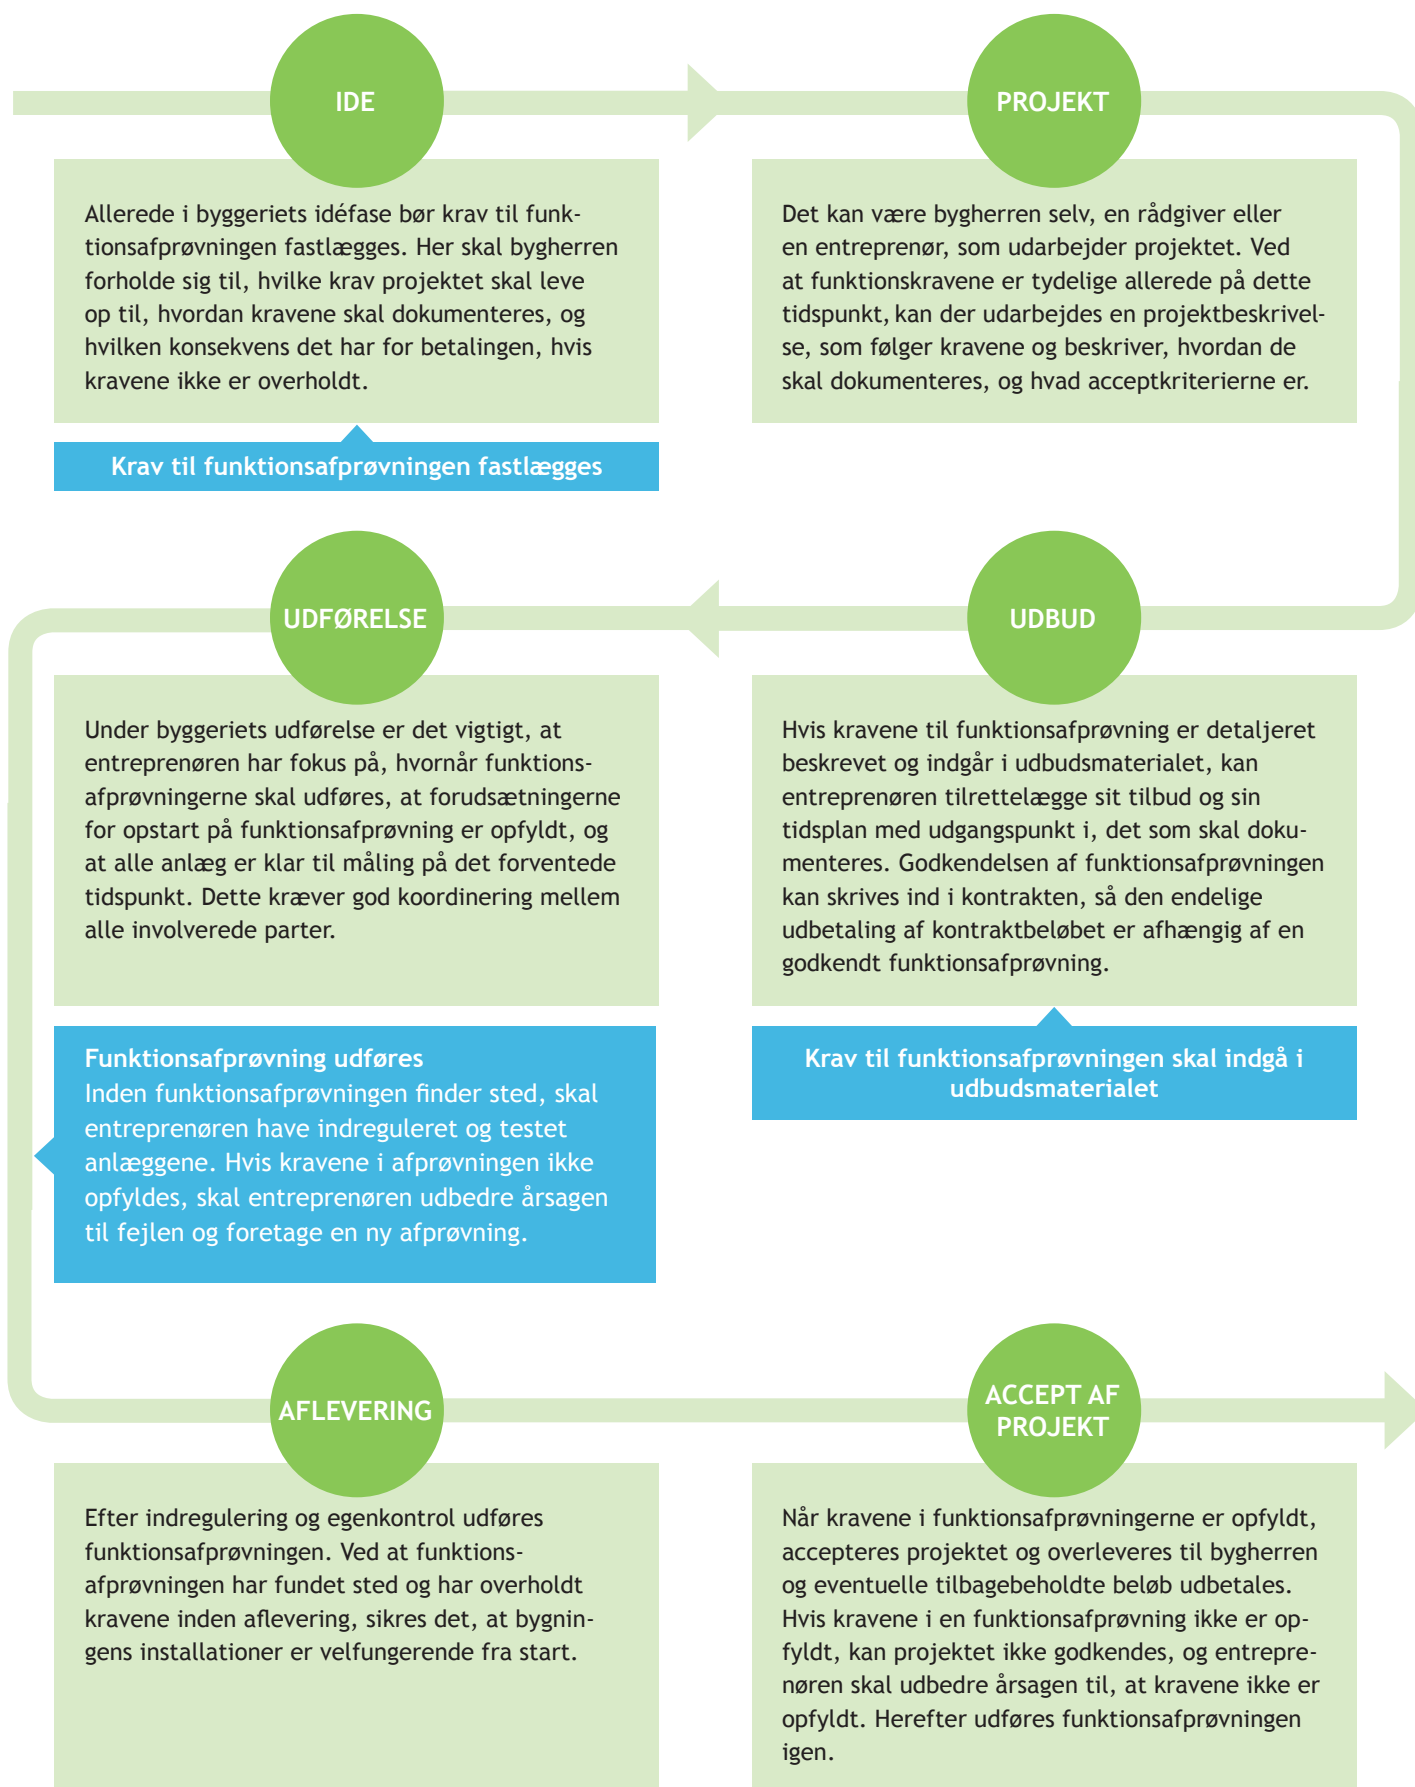 IDE
Allerede i byggeriets idéfase bør krav til funk-
tionsafprøvningen fastlægges. Her skal bygherren
forholde sig til, hvilke krav projektet skal leve
op til, hvordan kravene skal dokumenteres, og
hvilken konsekvens det har for betalingen, hvis
kravene ikke er overholdt.
Krav til funktionsafprøvningen fastlægges
PROJEKT
Det kan være bygherren selv, en rådgiver eller
en entreprenør, som udarbejder projektet. Ved
at funktionskravene er tydelige allerede på dette
tidspunkt, kan der udarbejdes en projektbeskrivel-
se, som følger kravene og beskriver, hvordan de
skal dokumenteres, og hvad acceptkriterierne er.
UDBUD
Hvis kravene til funktionsafprøvning er detaljeret
beskrevet og indgår i udbudsmaterialet, kan
entreprenøren tilrettelægge sit tilbud og sin
tidsplan med udgangspunkt i, det som skal doku-
menteres. Godkendelsen af funktionsafprøvningen
kan skrives ind i kontrakten, så den endelige
udbetaling af kontraktbeløbet er afhængig af en
godkendt funktionsafprøvning.
Krav til funktionsafprøvningen skal indgå i
udbudsmaterialet
UDFØRELSE
Under byggeriets udførelse er det vigtigt, at
entreprenøren har fokus på, hvornår funktions-
afprøvningerne skal udføres, at forudsætningerne
for opstart på funktionsafprøvning er opfyldt, og
at alle anlæg er klar til måling på det forventede
tidspunkt. Dette kræver god koordinering mellem
alle involverede parter.
Funktionsafprøvning udføres
Inden funktionsafprøvningen finder sted, skal
entreprenøren have indreguleret og testet
anlæggene. Hvis kravene i afprøvningen ikke
opfyldes, skal entreprenøren udbedre årsagen
til fejlen og foretage en ny afprøvning.
AFLEVERING
Efter indregulering og egenkontrol udføres
funktionsafprøvningen. Ved at funktions-
afprøvningen har fundet sted og har overholdt
kravene inden aflevering, sikres det, at bygnin-
gens installationer er velfungerende fra start.
ACCEPT AF
PROJEKT
Når kravene i funktionsafprøvningerne er opfyldt,
accepteres projektet og overleveres til bygherren
og eventuelle tilbagebeholdte beløb udbetales.
Hvis kravene i en funktionsafprøvning ikke er op-
fyldt, kan projektet ikke godkendes, og entrepre-
nøren skal udbedre årsagen til, at kravene ikke er
opfyldt. Herefter udføres funktionsafprøvningen
igen.